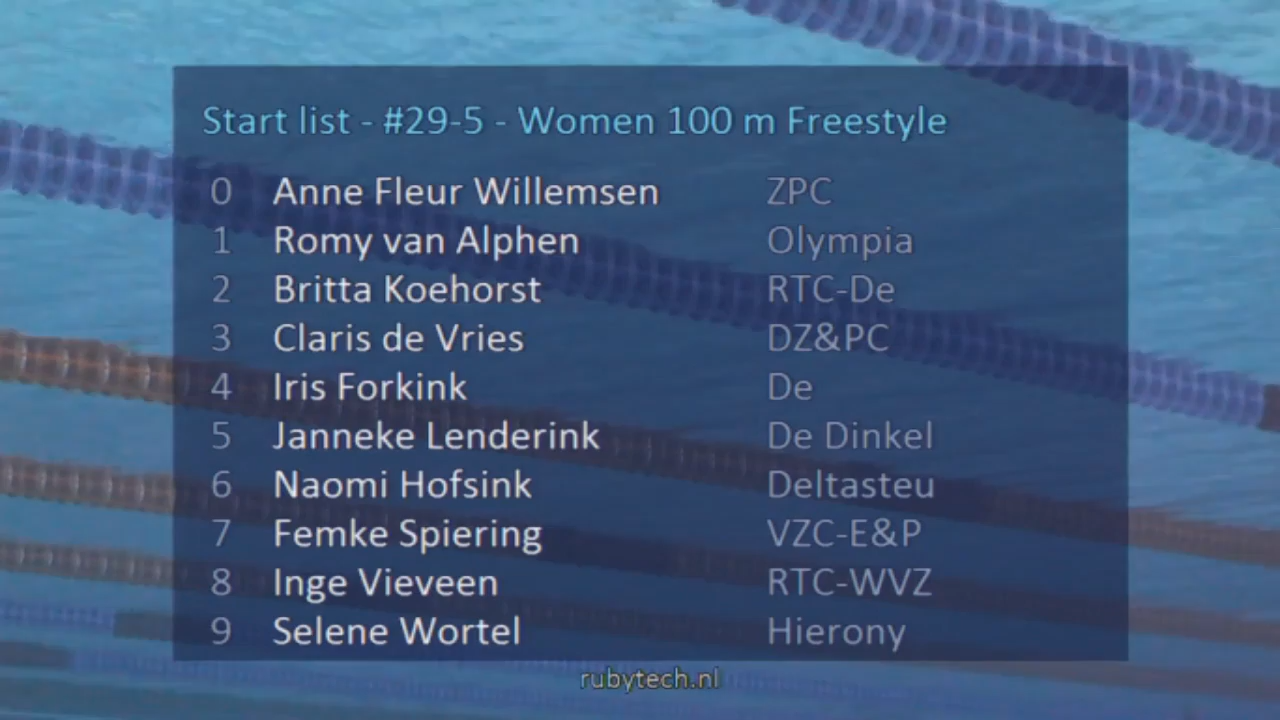 Start list - #29-5 - Women 100 m Freestyle
0 Anne Fleur Willemsen ZPC
1 Romy van Alphen Olympia
2 Britta Koehorst RTC-De
3 Claris de Vries DZ&PC
4 Iris Forkink De
5 Janneke Lenderink De Dinkel
6 Naomi Hofsink Deltasteu
7 Femke Spiering VZC-E&P
8 Inge Vieveen RTC-WVZ
9 Selene Wortel Hierony
rubytech.nl